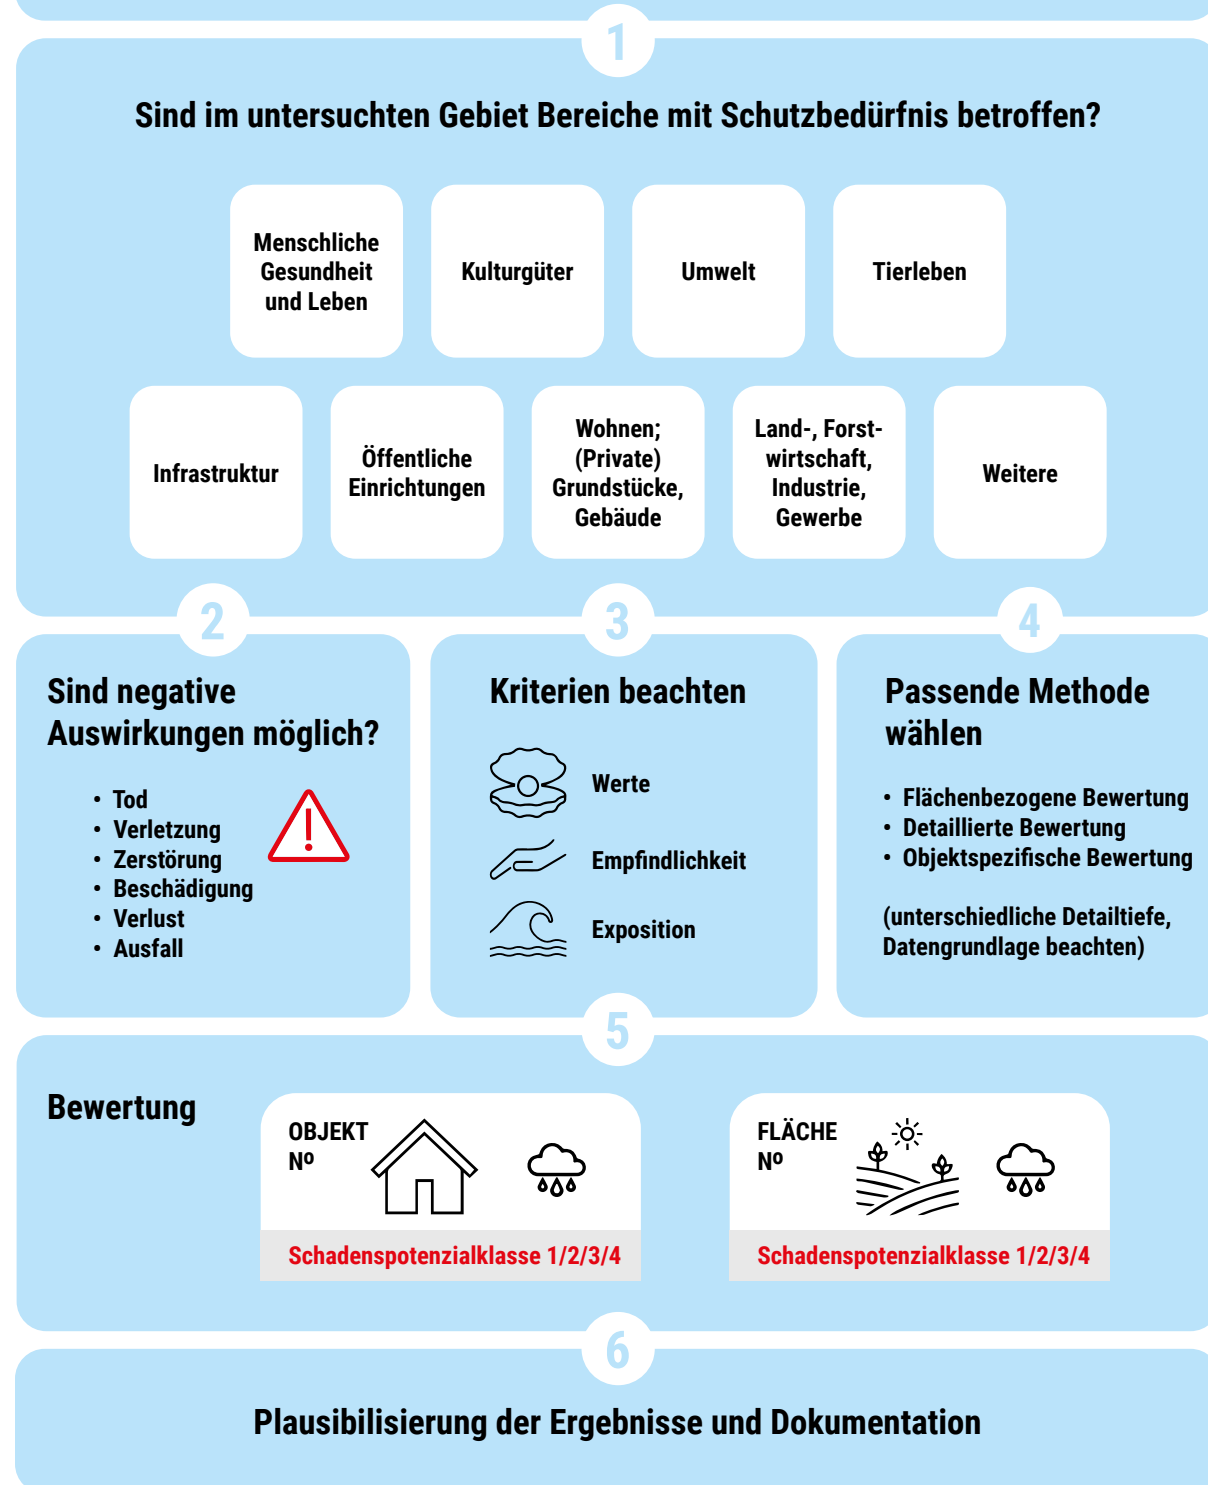 1
Sind im untersuchten Gebiet Bereiche mit Schutzbedürfnis betroffen?
Menschliche
Gesundheit
und Leben
Kulturgüter
Umwelt
Tierleben
Infrastruktur
Öffentliche
Einrichtungen
Wohnen;
(Private)
Grundstücke,
Gebäude
Land-, Forst-
wirtschaft,
Industrie,
Gewerbe
Weitere
2
Sind negative
Auswirkungen möglich?
• Tod
• Verletzung
• Zerstörung
• Beschädigung
• Verlust
• Ausfall
3
Kriterien beachten
Werte
Empfindlichkeit
Exposition
4
Passende Methode
wählen
• Flächenbezogene Bewertung
• Detaillierte Bewertung
• Objektspezifische Bewertung
(unterschiedliche Detailtiefe,
Datengrundlage beachten)
5
Bewertung
OBJEKT
Nº
Schadenspotenzialklasse 1/2/3/4
FLÄCHE
Nº
Schadenspotenzialklasse 1/2/3/4
6
Plausibilisierung der Ergebnisse und Dokumentation